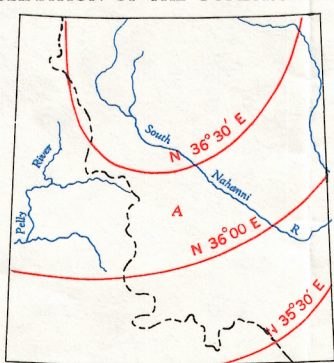 South
N 36°30' E
River
Nahanni
A
Pelly
R
N 36°00' E
N 35°30' E